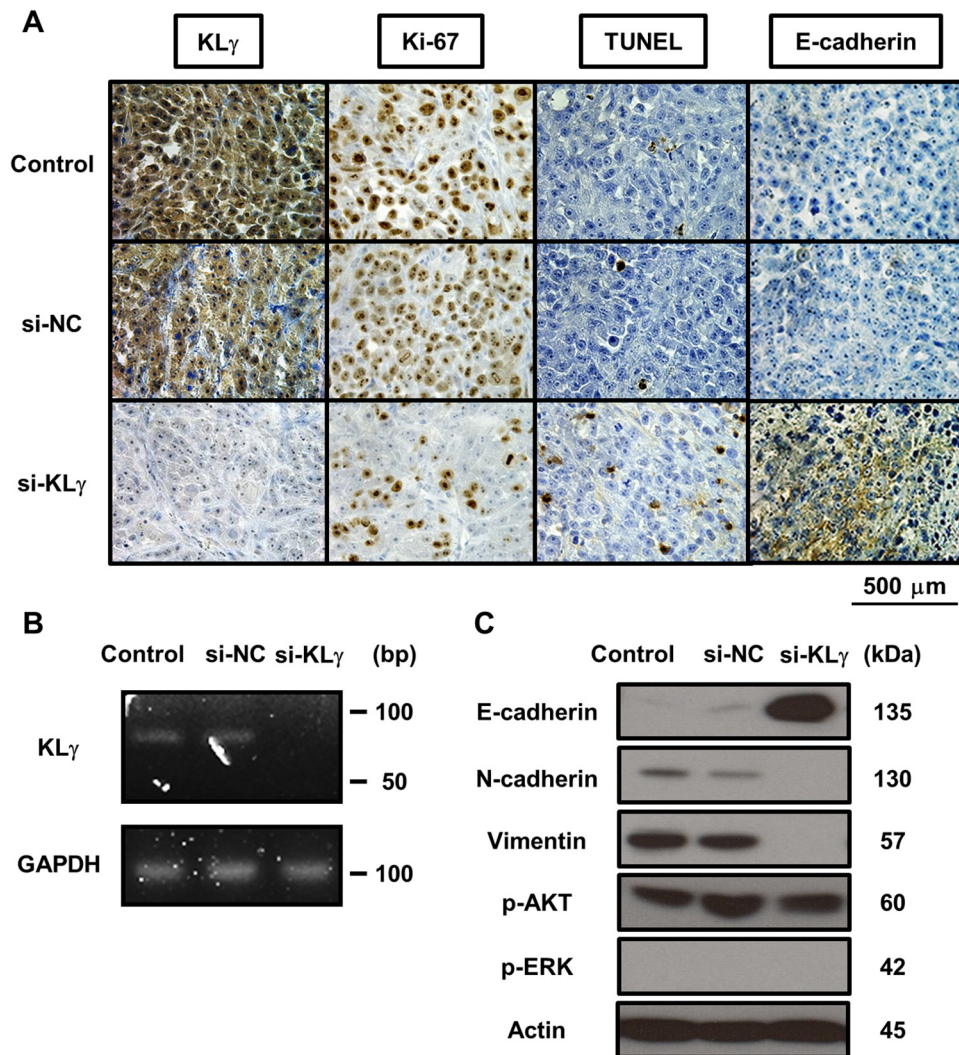 A
KLγ Ki-67 TUNEL E-cadherin
Control
si-NC
si-KLγ
500 μm
B
Control si-NC si-KLγ (bp)
KLγ
100
50
GAPDH
100
C
Control si-NC si-KLγ (kDa)
E-cadherin 135
N-cadherin 130
Vimentin 57
p-AKT 60
p-ERK 42
Actin 45